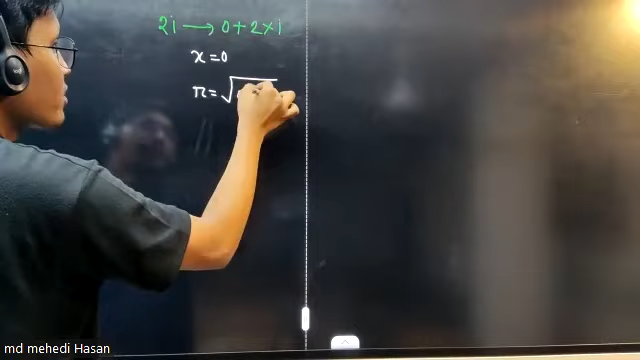 2i → 0 + 2 × i
x = 0
r = √
md mehedi Hasan